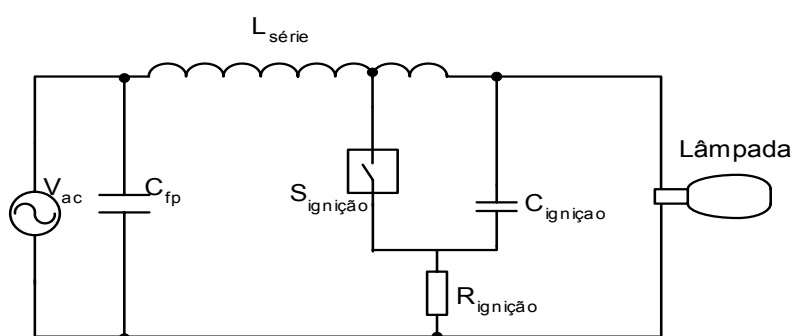 L série
Lâmpada
V ac
C fp
S ignição
C igniçao
R ignição